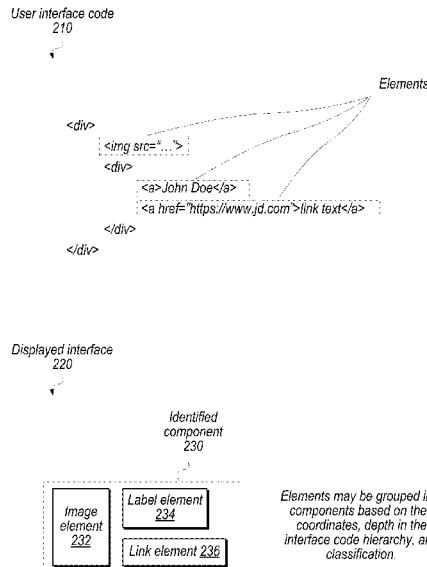 User interface code
210
Elements
<div>
<img src="...">
<div>
<a>John Doe</a>
<a href="https://www.jd.com">link text</a>
</div>
</div>
Displayed interface
220
Identified
component
230
Image
element
232
Label element
234
Link element 236
Elements may be grouped i
components based on the
coordinates, depth in the
interface code hierarchy, a
classification.